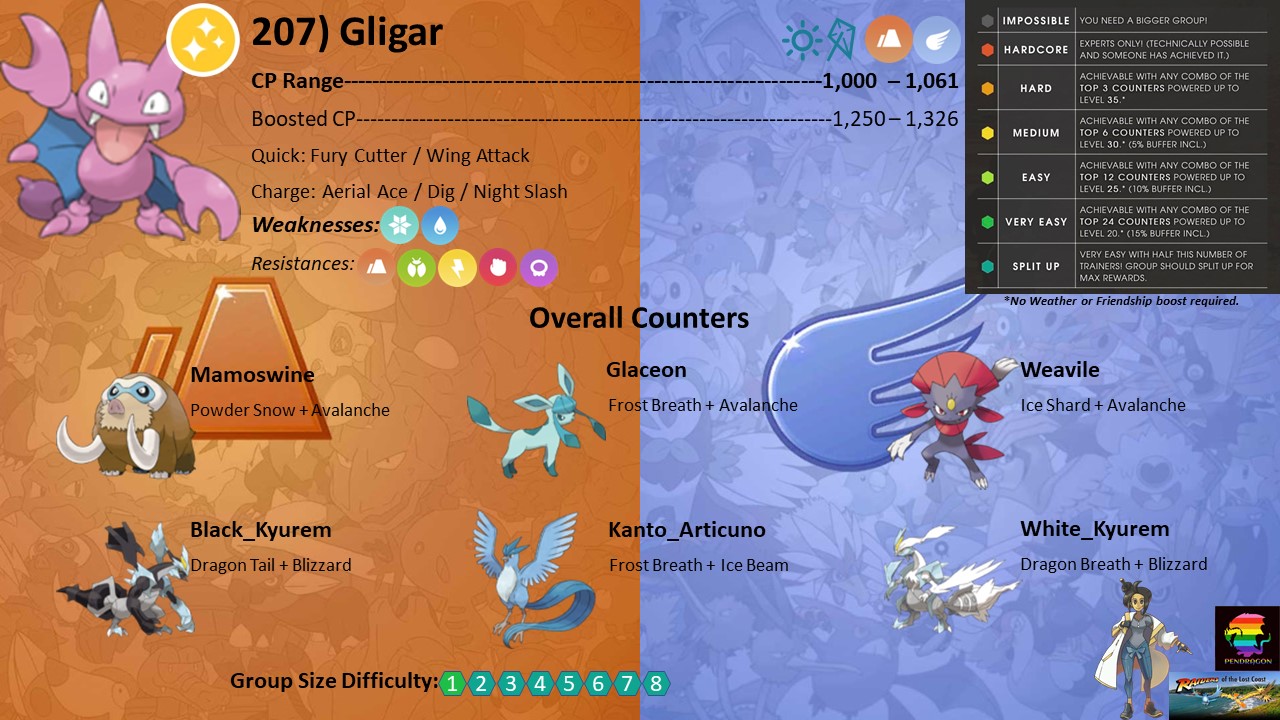 207) Gligar
CP Range------------------------------------------------------------------------1,000 – 1,061
Boosted CP------------------------------------------------------------------------1,250 – 1,326
Quick: Fury Cutter / Wing Attack
Charge: Aerial Ace / Dig / Night Slash
Weaknesses:
Resistances:
IMPOSSIBLE
YOU NEED A BIGGER GROUP!
HARDCORE
EXPERTS ONLY! (TECHNICALLY POSSIBLE
AND SOMEONE HAS ACHIEVED IT.)
HARD
ACHIEVABLE WITH ANY COMBO OF THE
TOP 3 COUNTERS POWERED UP TO
LEVEL 35.*
MEDIUM
ACHIEVABLE WITH ANY COMBO OF THE
TOP 6 COUNTERS POWERED UP TO
LEVEL 30.* (5% BUFFER INCL.)
EASY
ACHIEVABLE WITH ANY COMBO OF THE
TOP 12 COUNTERS POWERED UP TO
LEVEL 25.* (10% BUFFER INCL.)
VERY EASY
ACHIEVABLE WITH ANY COMBO OF THE
TOP 24 COUNTERS POWERED UP TO
LEVEL 20.* (15% BUFFER INCL.)
SPLIT UP
VERY EASY WITH HALF THIS NUMBER OF
TRAINERS! GROUP SHOULD SPLIT UP FOR
MAX REWARDS.
*No Weather or Friendship boost required.
Overall Counters
Mamoswine
Powder Snow + Avalanche
Glaceon
Frost Breath + Avalanche
Weavile
Ice Shard + Avalanche
Black_Kyurem
Dragon Tail + Blizzard
Kanto_Articuno
Frost Breath + Ice Beam
White_Kyurem
Dragon Breath + Blizzard
Group Size Difficulty: 1 2 3 4 5 6 7 8
PENDRAGON
RAIDERS of the Lost Coast